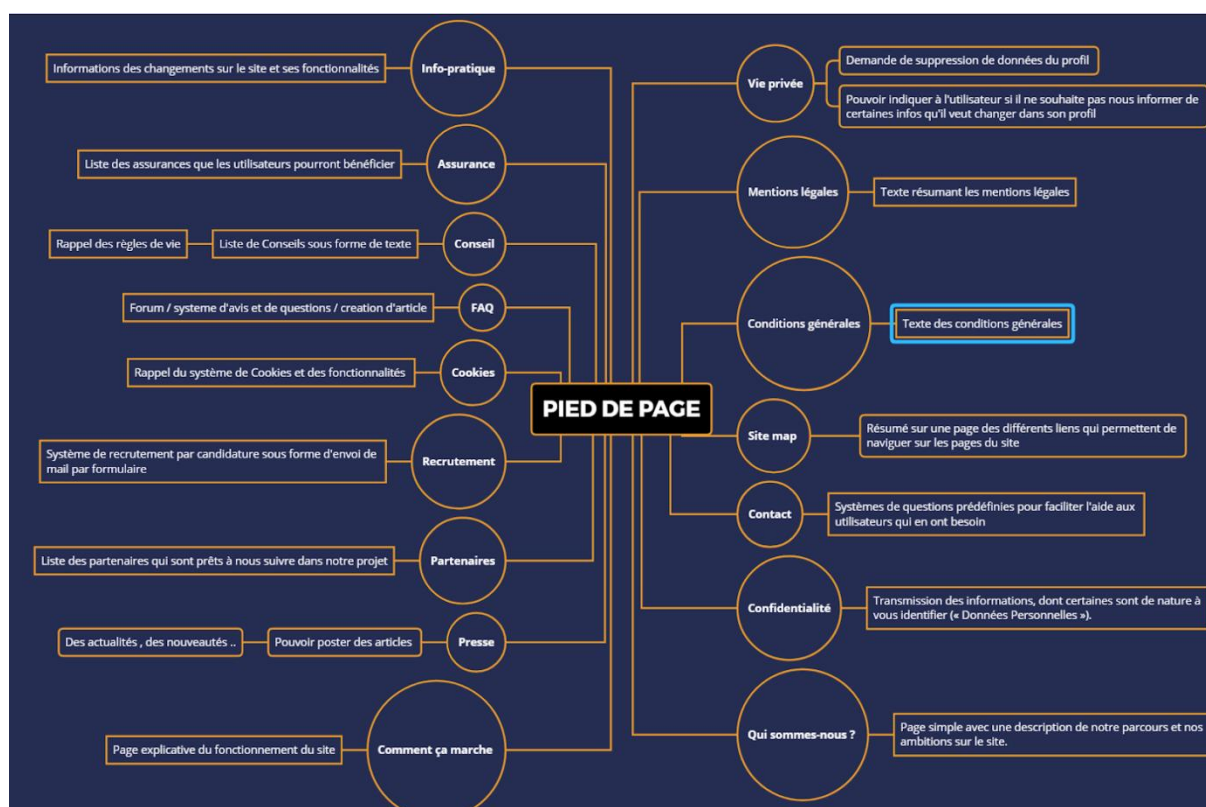 PIED DE PAGE
Info-pratique
Informations des changements sur le site et ses fonctionnalités
Assurance
Liste des assurances que les utilisateurs pourront bénéficier
Conseil
Liste de Conseils sous forme de texte
Rappel des règles de vie
FAQ
Forum / systeme d'avis et de questions / creation d'article
Cookies
Rappel du système de Cookies et des fonctionnalités
Recrutement
Système de recrutement par candidature sous forme d'envoi de
mail par formulaire
Partenaires
Liste des partenaires qui sont prêts à nous suivre dans notre projet
Presse
Pouvoir poster des articles
Des actualités , des nouveautés ..
Comment ça marche
Page explicative du fonctionnement du site
Vie privée
Demande de suppression de données du profil
Pouvoir indiquer à l'utilisateur si il ne souhaite pas nous informer de
certaines infos qu'il veut changer dans son profil
Mentions légales
Texte résumant les mentions légales
Conditions générales
Texte des conditions générales
Site map
Résumé sur une page des différents liens qui permettent de
naviguer sur les pages du site
Contact
Systèmes de questions prédéfinies pour faciliter l'aide aux
utilisateurs qui en ont besoin
Confidentialité
Transmission des informations, dont certaines sont de nature à
vous identifier (« Données Personnelles »).
Qui sommes-nous ?
Page simple avec une description de notre parcours et nos
ambitions sur le site.